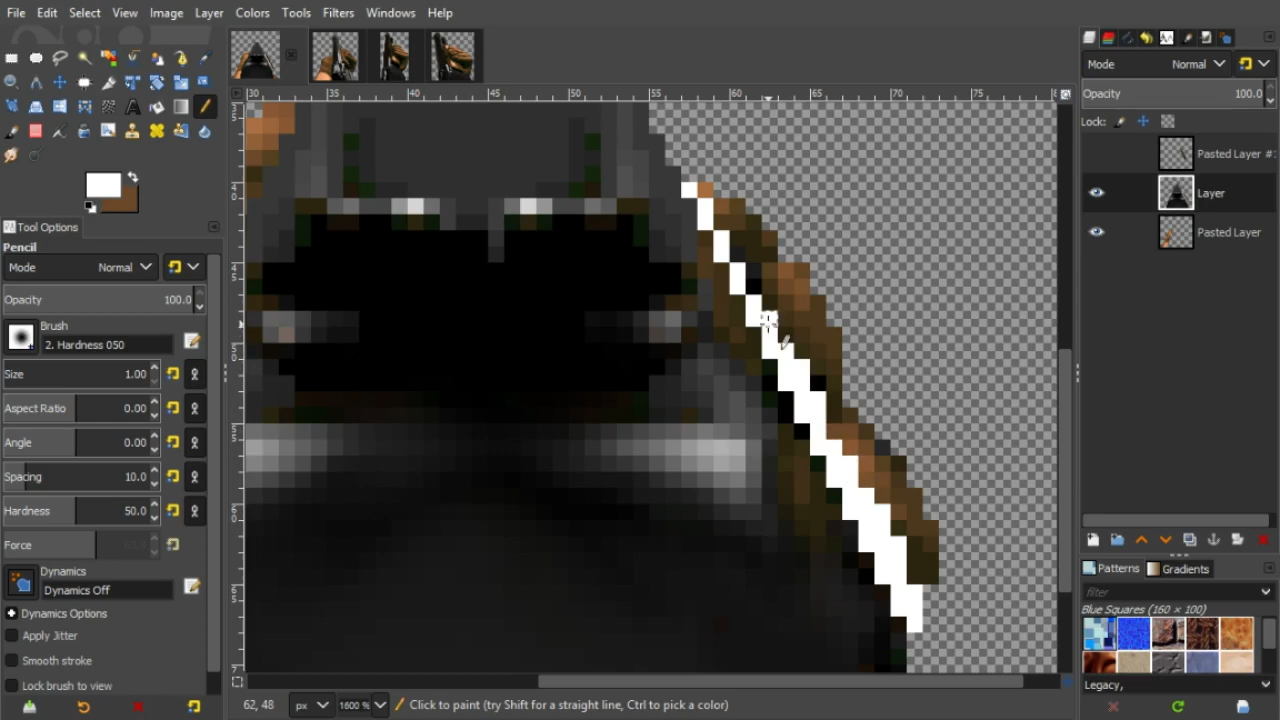 File Edit Select View Image Layer Colors Tools Filters Windows Help
30 35 40 45 50 55 60 65 70 75
Tool Options
Pencil
Mode Normal
Opacity 100.0
Brush
2. Hardness 050
Size 1.00
Aspect Ratio 0.00
Angle 0.00
Spacing 10.0
Hardness 50.0
Force
Dynamics
Dynamics Off
Dynamics Options
Apply Jitter
Smooth stroke
Lock brush to view
62, 48 px 1600 % Click to paint (try Shift for a straight line, Ctrl to pick a color)
Mode Normal
Opacity 100.0
Lock:
Pasted Layer #
Layer
Pasted Layer
Patterns Gradients
filter
Blue Squares (160 × 100)
Legacy,